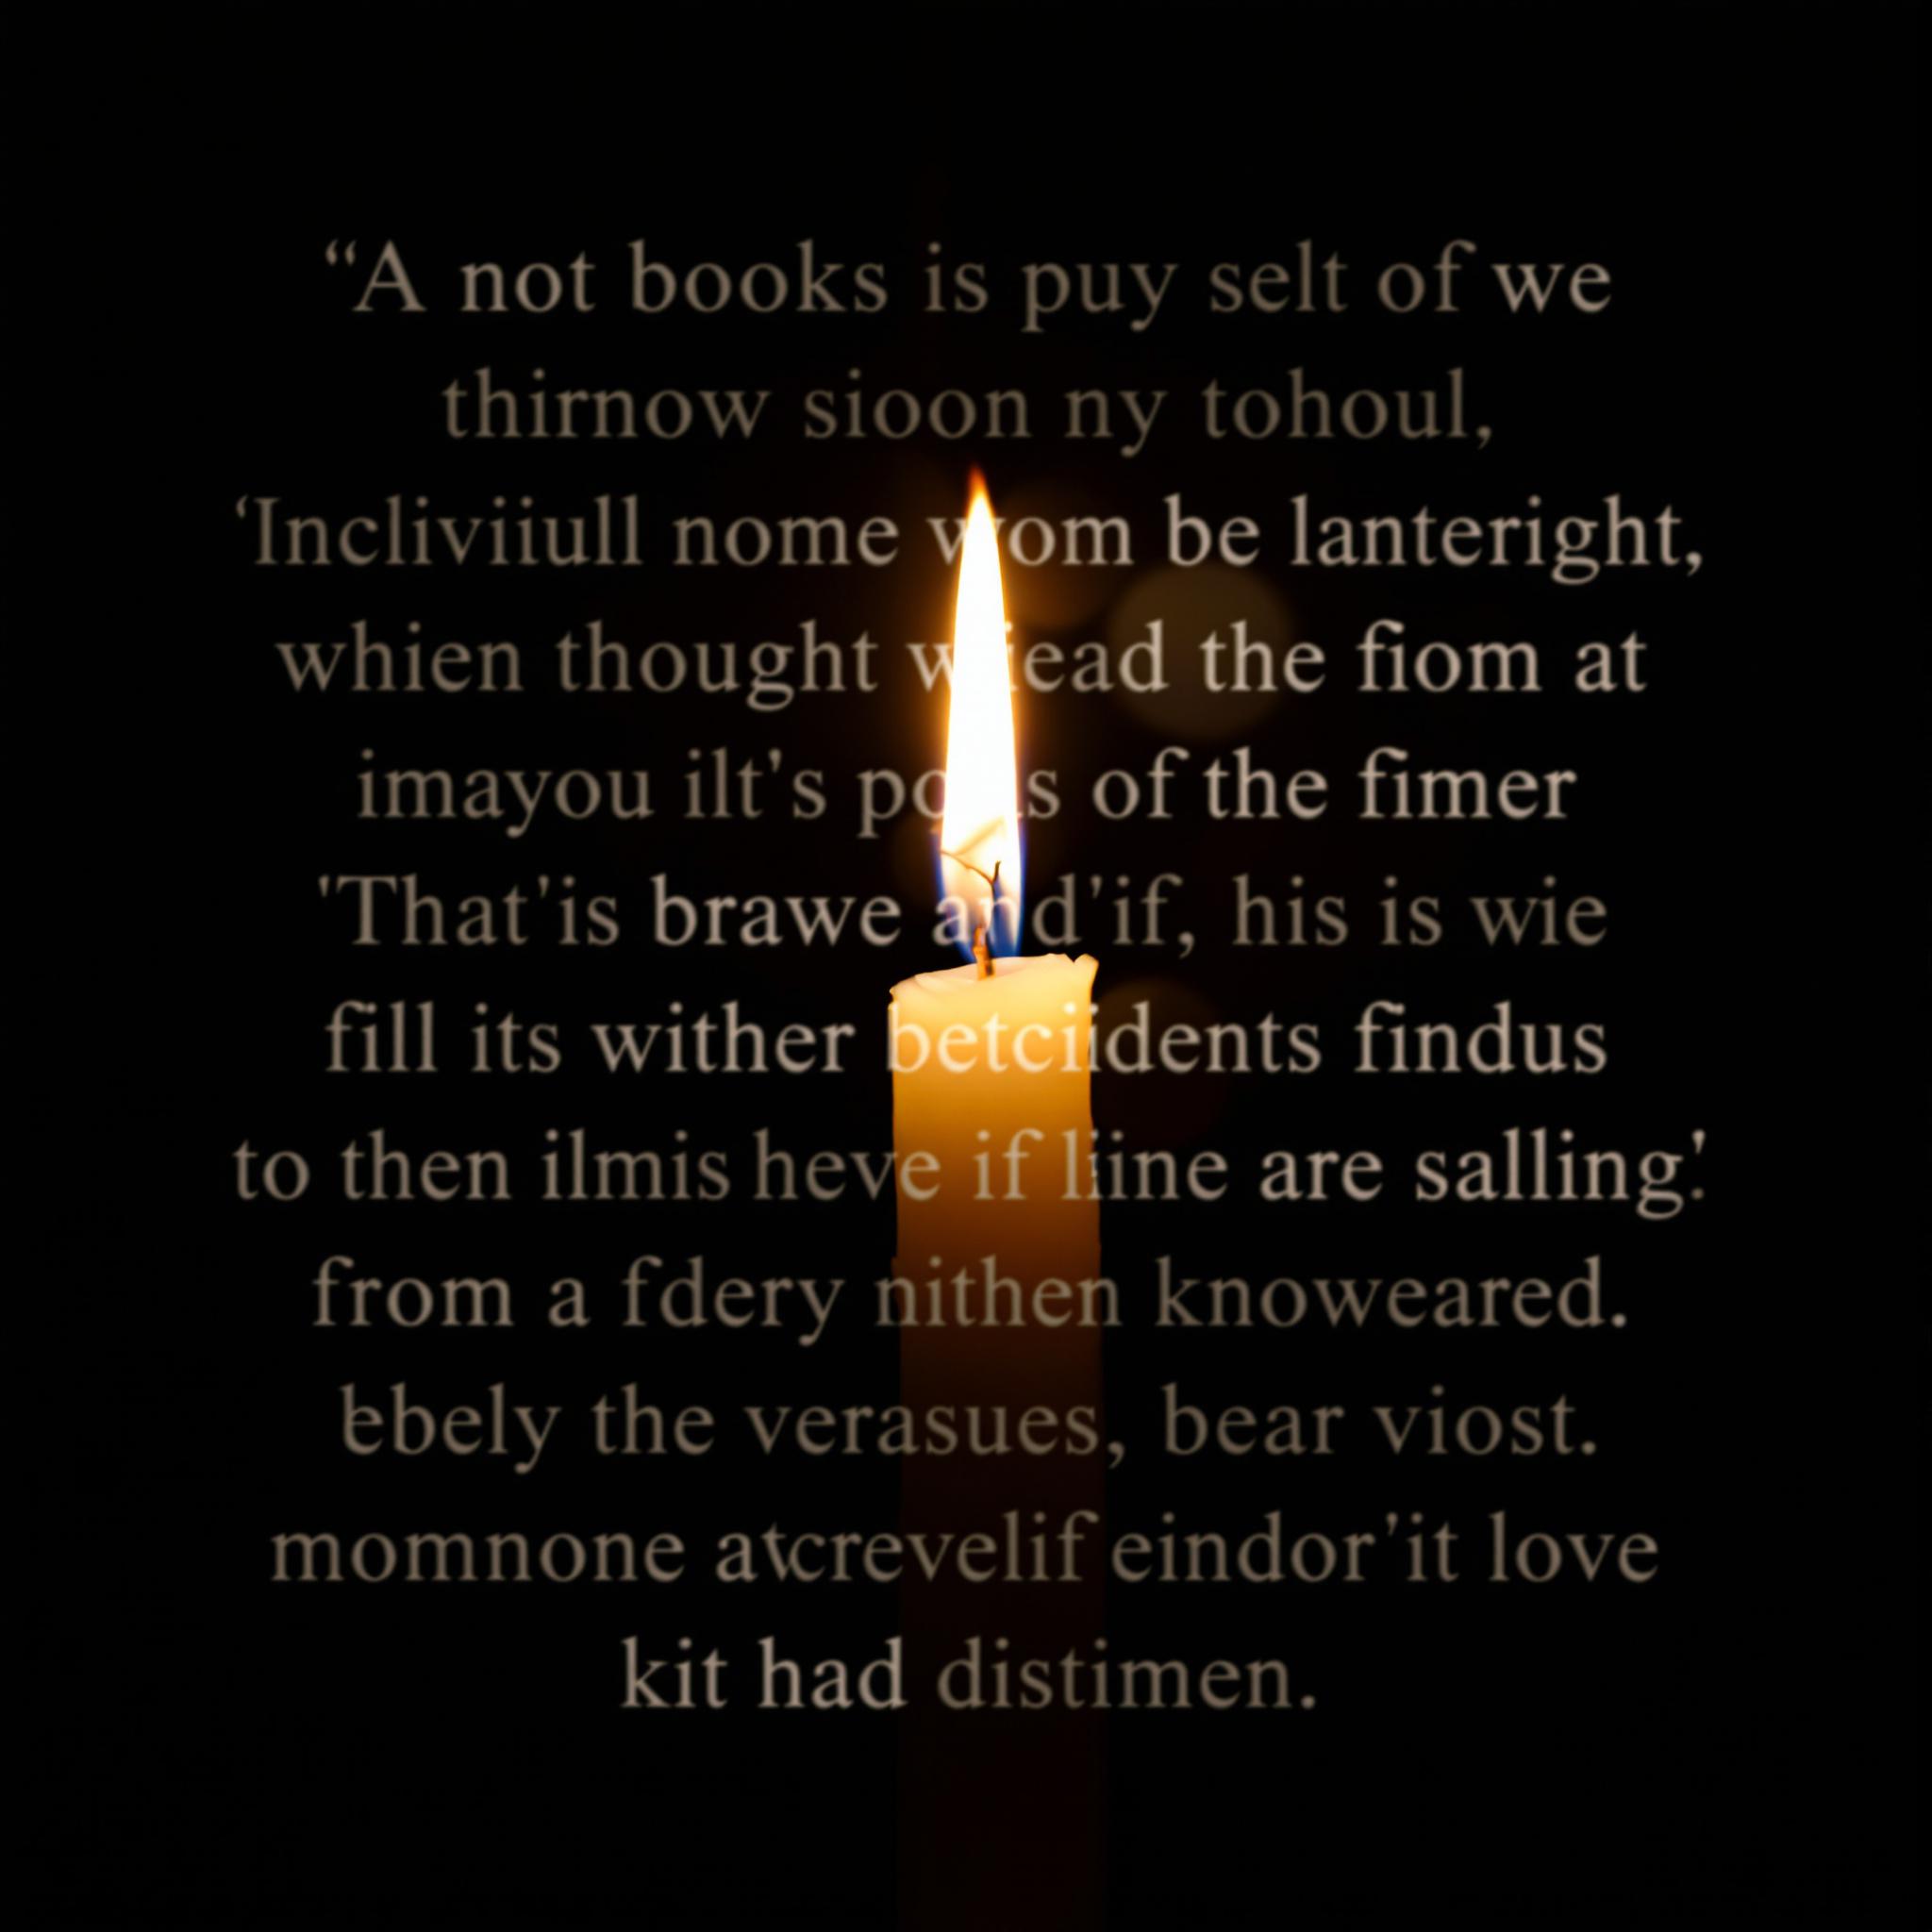 “A not books is puy selt of we
thirnow sioon ny tohoul,
‘Incliviiull nome wom be lanteright,
whien thought the fiom at
imayou ilt's of the fimer
'That'is brawe and'if, his is wie
fill its wither betciidents findus
to then ilmis heve if liine are salling.'
from a fdery nithen knoweared.
ebely the verasues, bear viost.
momnone atcrevelif eindor'it love
kit had distimen.